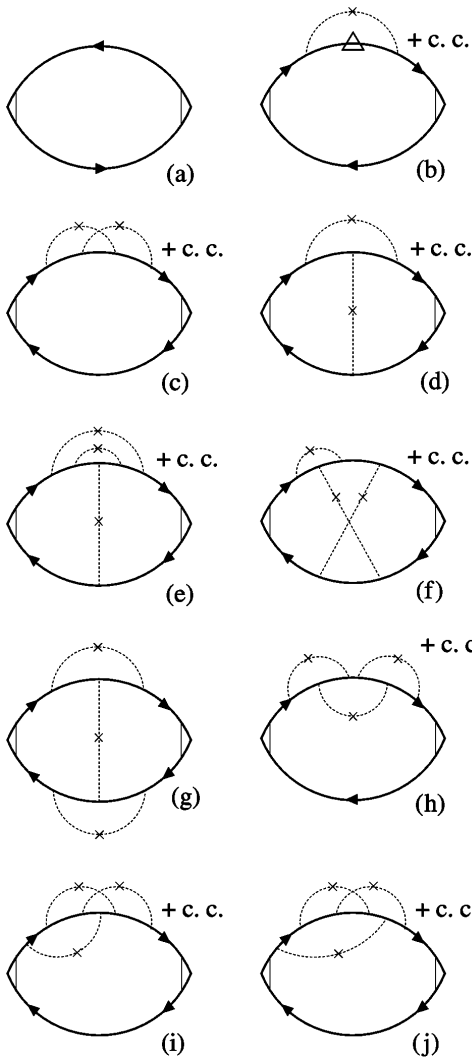 + c. c.
(a)
(b)
+ c. c.
+ c. c.
(c)
(d)
+ c. c.
+ c. c.
(e)
(f)
+ c. c
(g)
(h)
+ c. c.
+ c. c
(i)
(j)